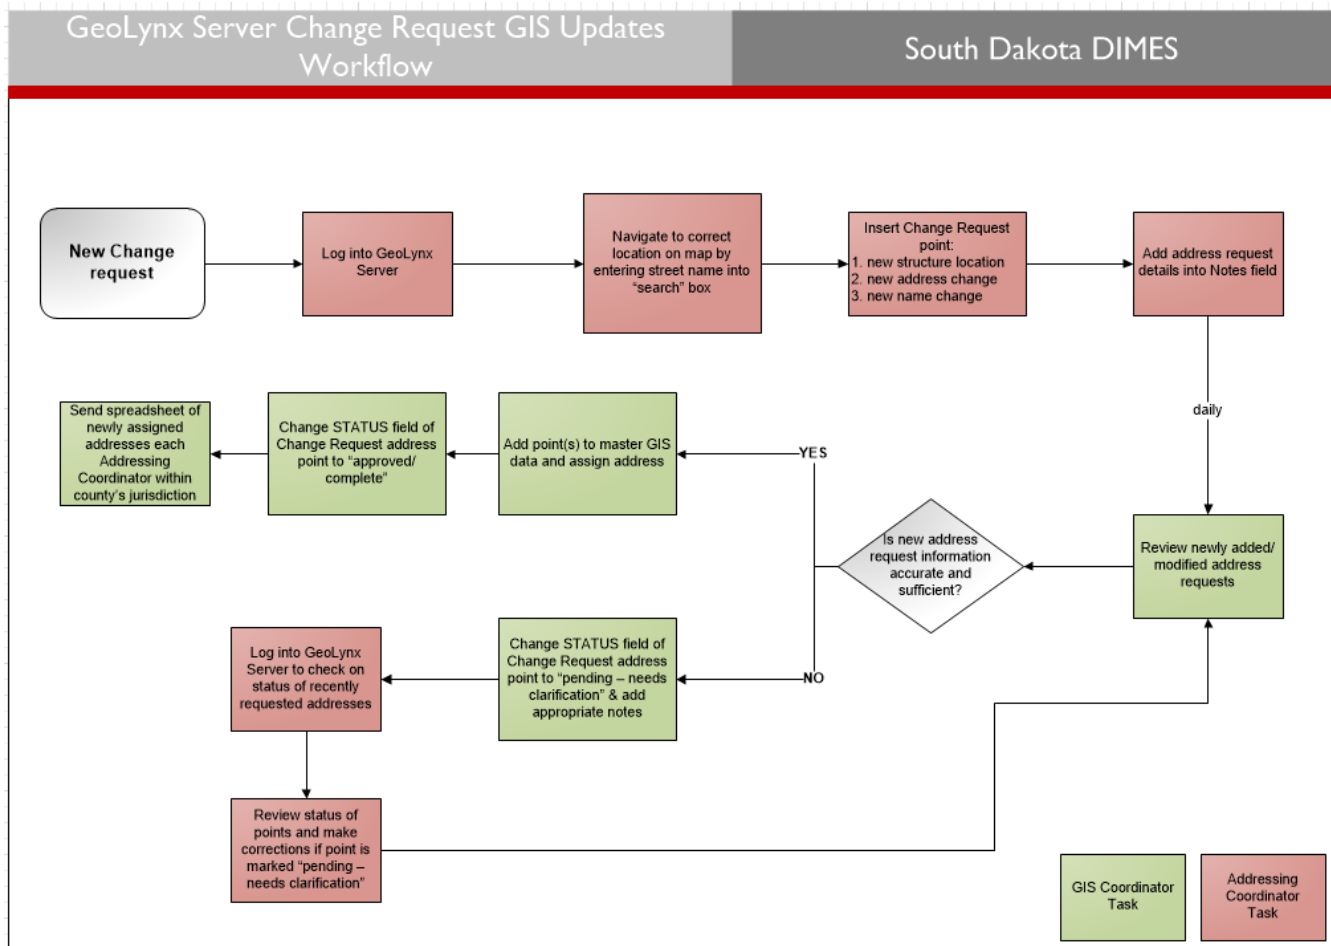 GeoLynx Server Change Request GIS Updates
Workflow
South Dakota DIMES
New Change
request
Log into GeoLynx
Server
Navigate to correct
location on map by
entering street name into
“search” box
Insert Change Request
point:
1. new structure location
2. new address change
3. new name change
Add address request
details into Notes field
daily
Send spreadsheet of
newly assigned
addresses each
Addressing
Coordinator within
county’s jurisdiction
Change STATUS field of
Change Request address
point to “approved/
complete”
Add point(s) to master GIS
data and assign address
YES
Is new address
request information
accurate and
sufficient?
Review newly added/
modified address
requests
NO
Change STATUS field of
Change Request address
point to “pending – needs
clarification” & add
appropriate notes
Log into GeoLynx
Server to check on
status of recently
requested addresses
Review status of
points and make
corrections if point is
marked “pending –
needs clarification”
GIS Coordinator
Task
Addressing
Coordinator
Task